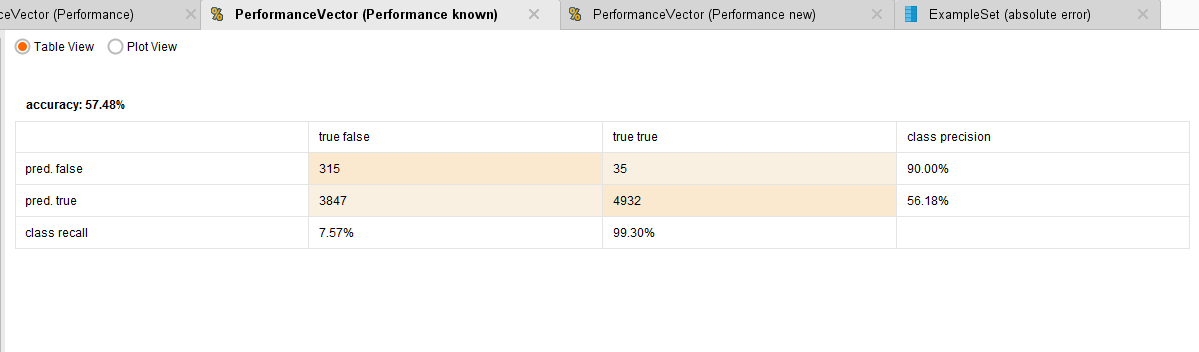 ceVector (Performance) PerformanceVector (Performance known) PerformanceVector (Performance new) ExampleSet (absolute error)
Table View Plot View
accuracy: 57.48%
true false true true class precision
pred. false 315 35 90.00%
pred. true 3847 4932 56.18%
class recall 7.57% 99.30%